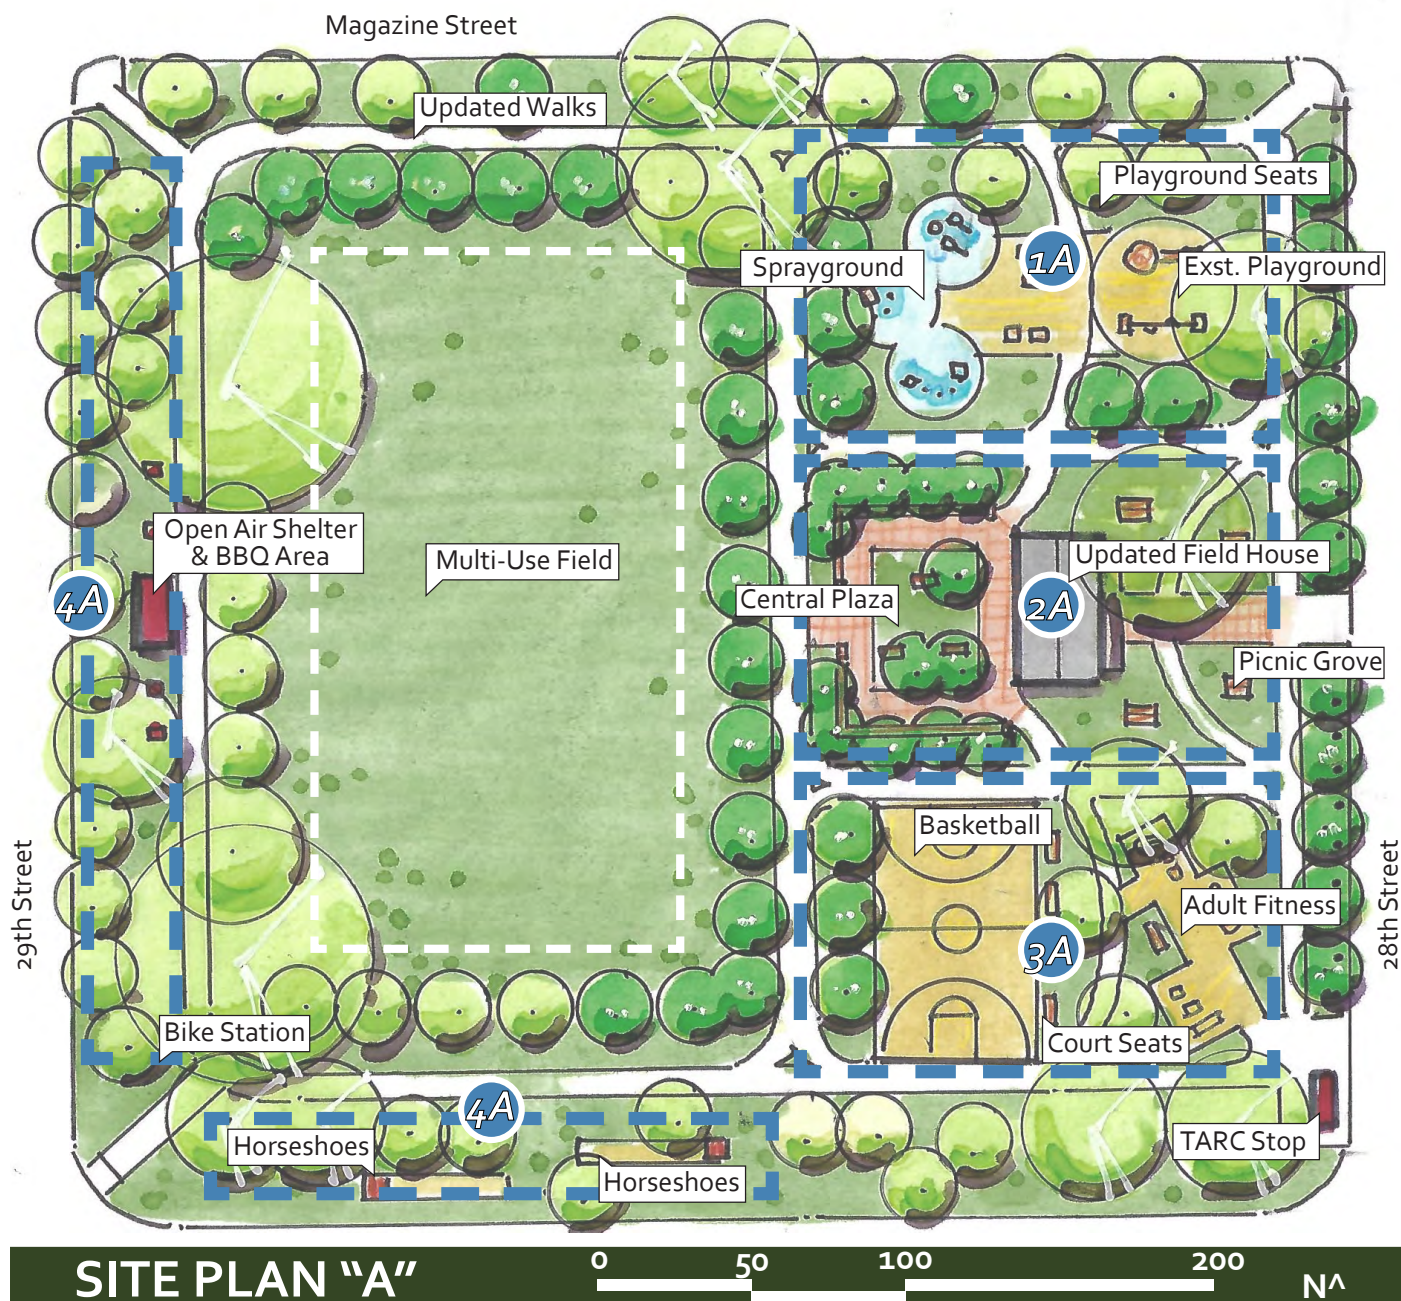 Magazine Street
Updated Walks
Playground Seats
1A
Sprayground
Exst. Playground
Open Air Shelter
& BBQ Area
Multi-Use Field
Updated Field House
4A
Central Plaza
2A
Picnic Grove
Basketball
29th Street
28th Street
Adult Fitness
3A
Bike Station
Court Seats
4A
Horseshoes
Horseshoes
TARC Stop
SITE PLAN “A”
0 50 100 200
N^